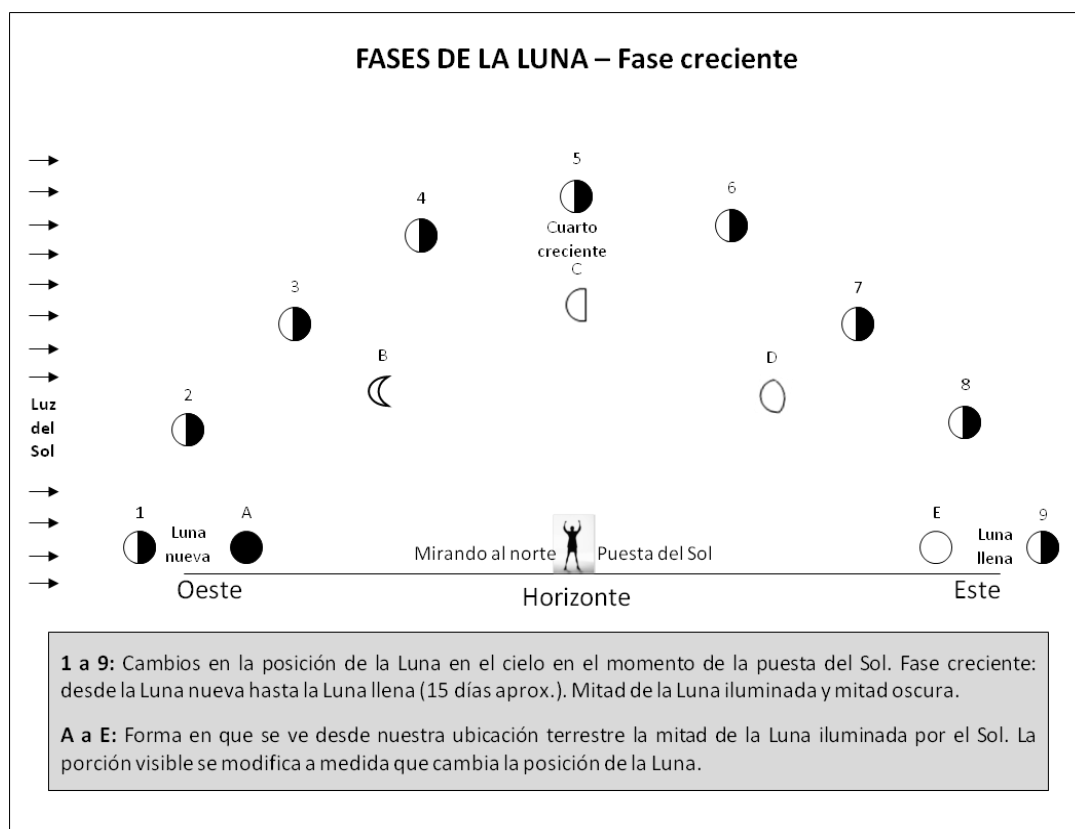 FASES DE LA LUNA – Fase creciente
5
4
6
Cuarto
creciente
C
3
7
B
D
2
8
Luz
del
Sol
1
Luna
nueva
A
Mirando al norte
Puesta del Sol
E
Luna
llena
9
Oeste
Horizonte
Este
1 a 9: Cambios en la posición de la Luna en el cielo en el momento de la puesta del Sol. Fase creciente:
desde la Luna nueva hasta la Luna llena (15 días aprox.). Mitad de la Luna iluminada y mitad oscura.
A a E: Forma en que se ve desde nuestra ubicación terrestre la mitad de la Luna iluminada por el Sol. La
porción visible se modifica a medida que cambia la posición de la Luna.